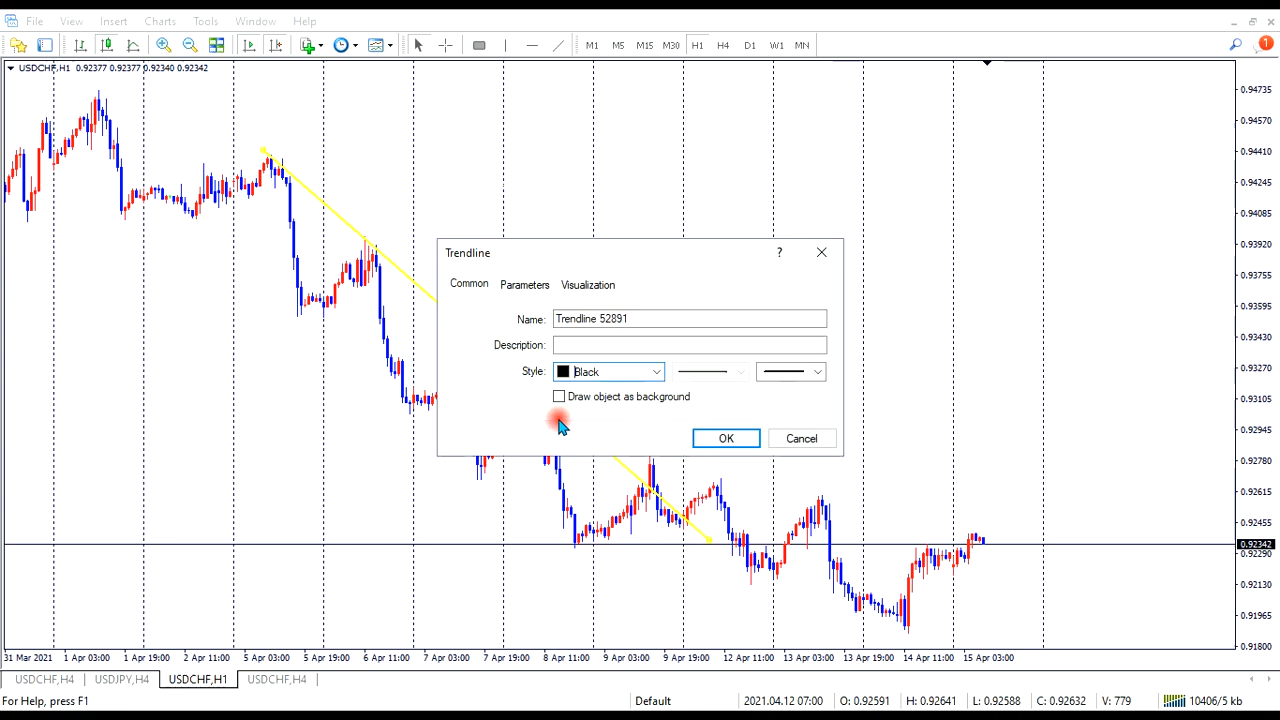 File View Insert Charts Tools Window Help
M1 M5 M15 M30 H1 H4 D1 W1 MN 1
USDCHF,H1 0.92377 0.92377 0.92340 0.92342
0.94735
0.94570
0.94410
0.94245
0.94085
0.93920
0.93755
0.93595
0.93430
0.93270
0.93105
0.92945
0.92780
0.92615
0.92455
0.92342
0.92290
0.92130
0.91965
0.91800
Trendline ?
Common Parameters Visualization
Name: Trendline 52891
Description:
Style: Black
Draw object as background
OK Cancel
31 Mar 2021 1 Apr 03:00 1 Apr 19:00 2 Apr 11:00 5 Apr 03:00 5 Apr 19:00 6 Apr 11:00 7 Apr 03:00 7 Apr 19:00 8 Apr 11:00 9 Apr 03:00 9 Apr 19:00 12 Apr 11:00 13 Apr 03:00 13 Apr 19:00 14 Apr 11:00 15 Apr 03:00
USDCHF,H4 USDJPY,H4 USDCHF,H1 USDCHF,H4
For Help, press F1 Default 2021.04.12 07:00 O: 0.92591 H: 0.92641 L: 0.92588 C: 0.92632 V: 779 10406/5 kb